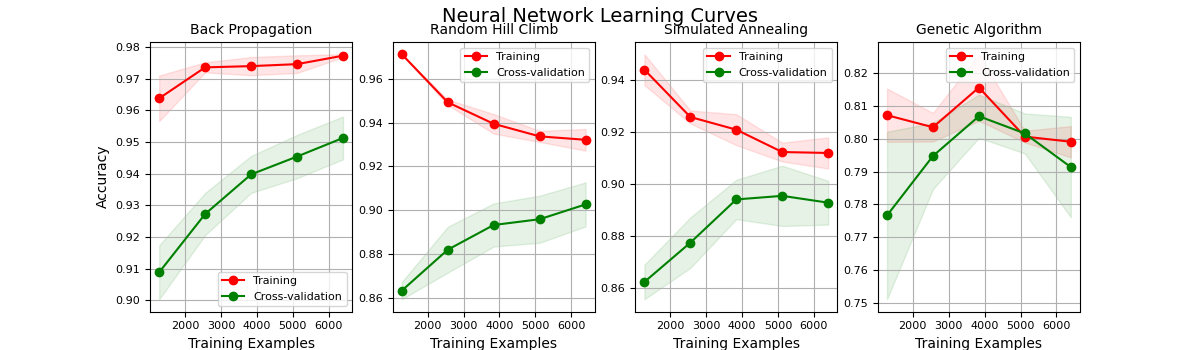 Neural Network Learning Curves
Back Propagation
Random Hill Climb
Simulated Annealing
Genetic Algorithm
Accuracy
0.98
0.97
0.96
0.95
0.94
0.93
0.92
0.91
0.90
Training
Cross-validation
2000 3000 4000 5000 6000
Training Examples
0.96
0.94
0.92
0.90
0.88
0.86
Training
Cross-validation
2000 3000 4000 5000 6000
Training Examples
0.94
0.92
0.90
0.88
0.86
Training
Cross-validation
2000 3000 4000 5000 6000
Training Examples
0.82
0.81
0.80
0.79
0.78
0.77
0.76
0.75
Training
Cross-validation
2000 3000 4000 5000 6000
Training Examples